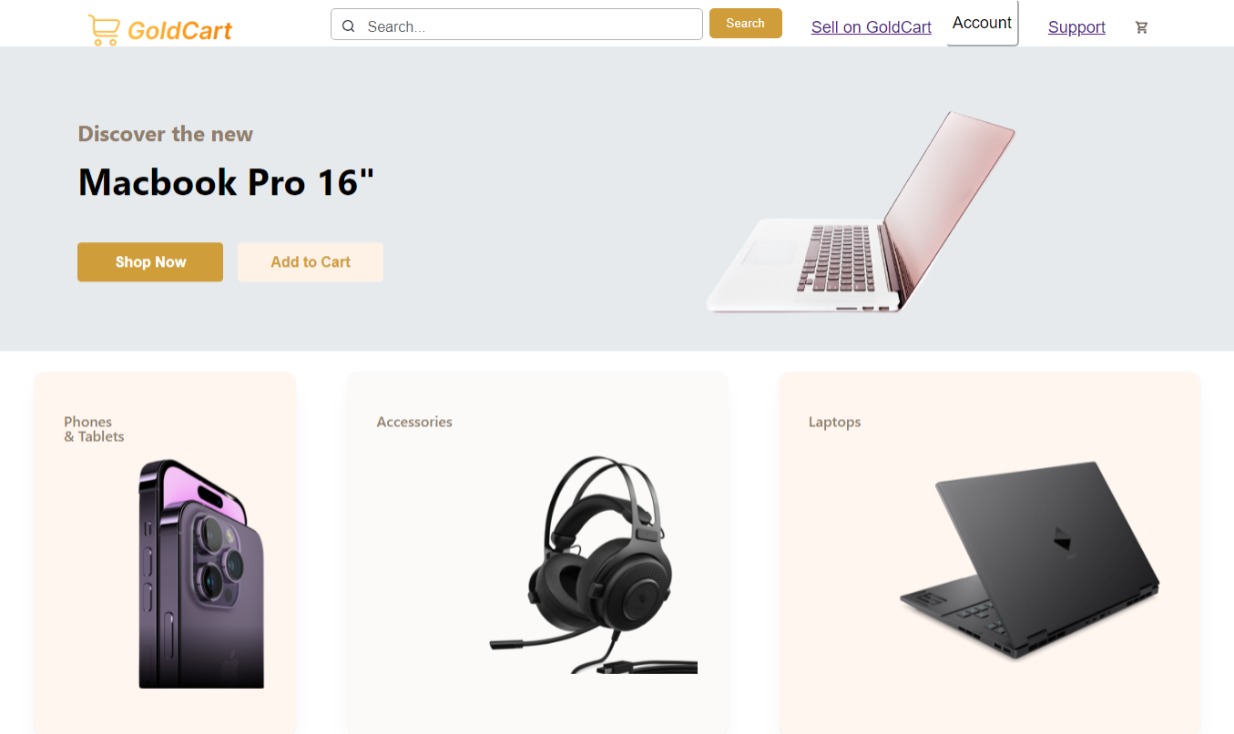 GoldCart
Search...
Search
Sell on GoldCart
Account
Support
Discover the new
Macbook Pro 16"
Shop Now
Add to Cart
Phones
& Tablets
Accessories
Laptops